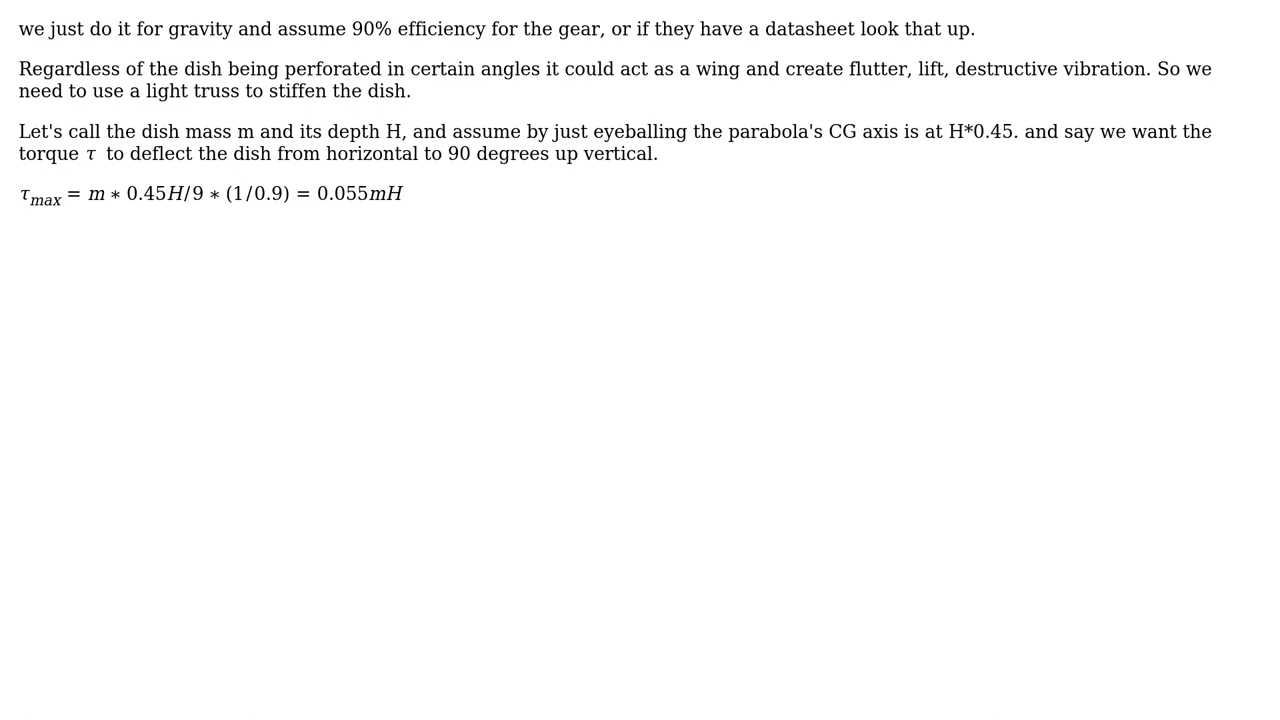 we just do it for gravity and assume 90% efficiency for the gear, or if they have a datasheet look that up.
Regardless of the dish being perforated in certain angles it could act as a wing and create flutter, lift, destructive vibration. So we
need to use a light truss to stiffen the dish.
Let's call the dish mass m and its depth H, and assume by just eyeballing the parabola's CG axis is at H*0.45. and say we want the
torque τ to deflect the dish from horizontal to 90 degrees up vertical.
τmax = m ∗ 0.45H/9 ∗ (1/0.9) = 0.055mH